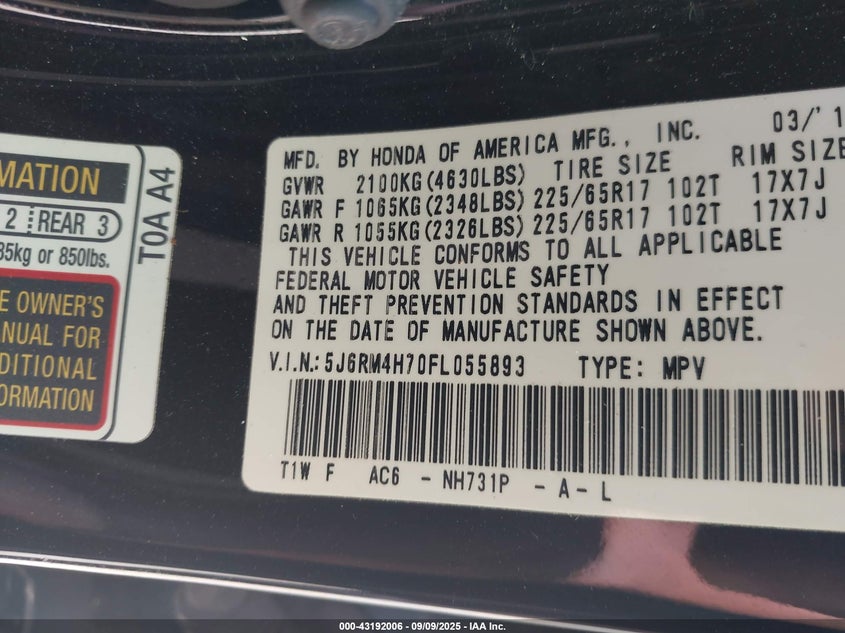 MATION
2 REAR 3
35kg or 850lbs.
E OWNER'S
ANUAL FOR
DDITIONAL
FORMATION
T0A A4
MFD. BY HONDA OF AMERICA MFG., INC. 03/'1
GVWR 2100KG(4630LBS) TIRE SIZE RIM SIZE
GAWR F 1065KG(2348LBS) 225/65R17 102T 17X7J
GAWR R 1055KG(2326LBS) 225/65R17 102T 17X7J
THIS VEHICLE CONFORMS TO ALL APPLICABLE
FEDERAL MOTOR VEHICLE SAFETY
AND THEFT PREVENTION STANDARDS IN EFFECT
ON THE DATE OF MANUFACTURE SHOWN ABOVE.
V.I.N.: 5J6RM4H70FL055893 TYPE: MPV
T1W F AC6 - NH731P - A - L
000-43192006 - 09/09/2025 - IAA Inc.